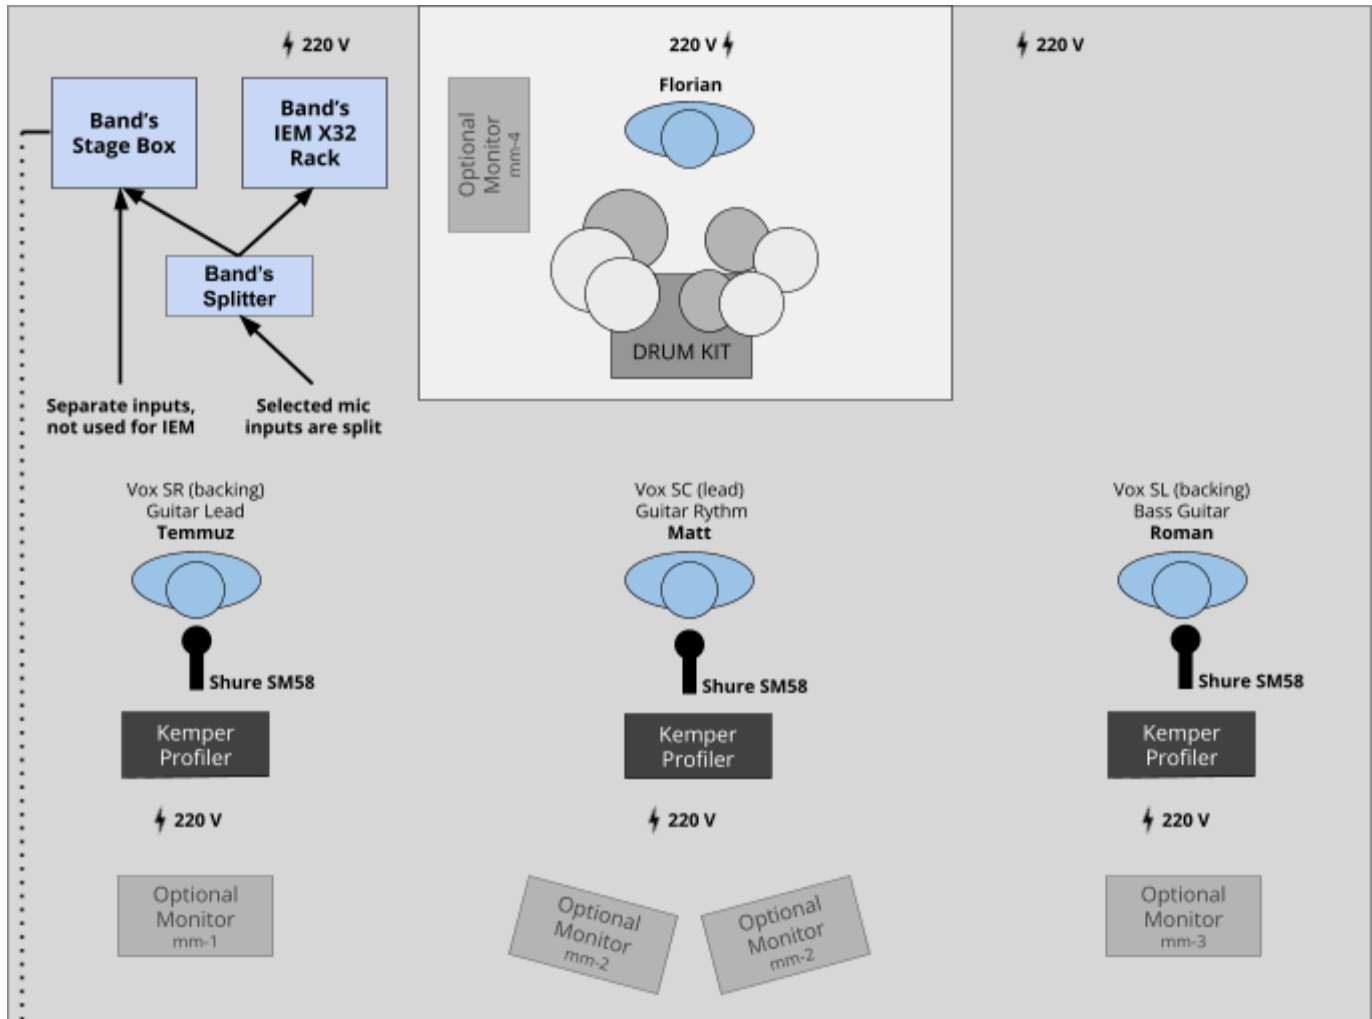 220 V
220 V
220 V
Band's
Stage Box
Band's
IEM X32
Rack
Optional
Monitor
mm-4
Florian
Band's
Splitter
DRUM KIT
Separate inputs,
not used for IEM
Selected mic
inputs are split
Vox SR (backing)
Guitar Lead
Temmuz
Vox SC (lead)
Guitar Rythm
Matt
Vox SL (backing)
Bass Guitar
Roman
Shure SM58
Shure SM58
Shure SM58
Kemper
Profiler
Kemper
Profiler
Kemper
Profiler
220 V
220 V
220 V
Optional
Monitor
mm-1
Optional
Monitor
mm-2
Optional
Monitor
mm-2
Optional
Monitor
mm-3